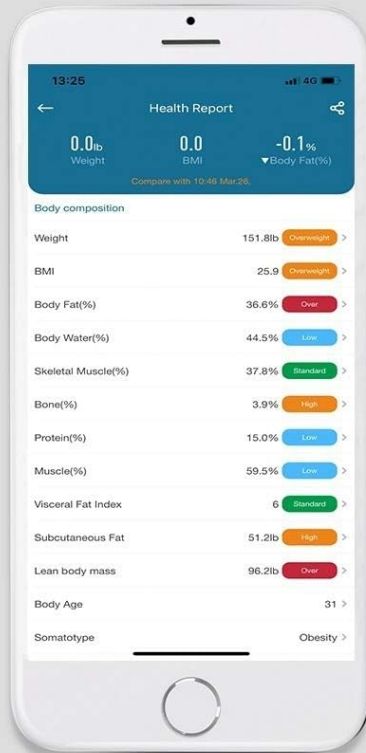 13:25 4G
Health Report
0.0lb 0.0 -0.1%
Weight BMI ▼Body Fat(%)
Compare with 10:46 Mar.26.
Body composition
Weight 151.8lb Overweight >
BMI 25.9 Overweight >
Body Fat(%) 36.6% Over >
Body Water(%) 44.5% Low >
Skeletal Muscle(%) 37.8% Standard >
Bone(%) 3.9% High >
Protein(%) 15.0% Low >
Muscle(%) 59.5% Low >
Visceral Fat Index 6 Standard >
Subcutaneous Fat 51.2lb High >
Lean body mass 96.2lb Over >
Body Age 31 >
Somatotype Obesity >